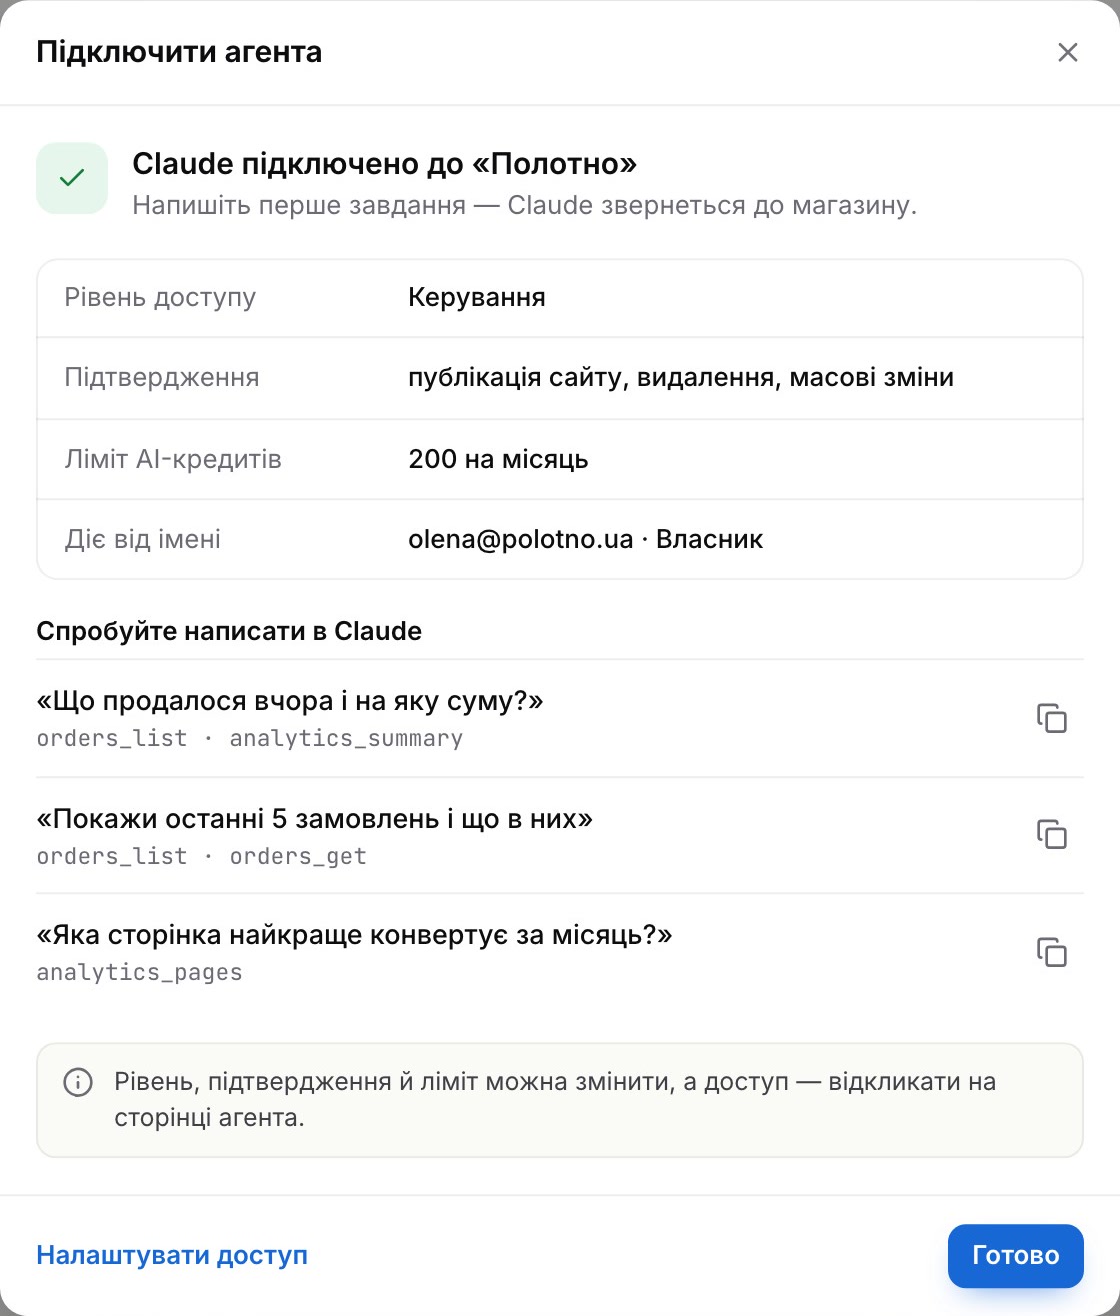 Підключити агента
Claude підключено до «Полотно»
Напишіть перше завдання — Claude звернеться до магазину.
Рівень доступу Керування
Підтвердження публікація сайту, видалення, масові зміни
Ліміт AI-кредитів 200 на місяць
Діє від імені olena@polotno.ua · Власник
Спробуйте написати в Claude
«Що продалося вчора і на яку суму?»
orders_list · analytics_summary
«Покажи останні 5 замовлень і що в них»
orders_list · orders_get
«Яка сторінка найкраще конвертує за місяць?»
analytics_pages
Рівень, підтвердження й ліміт можна змінити, а доступ — відкликати на
сторінці агента.
Налаштувати доступ Готово